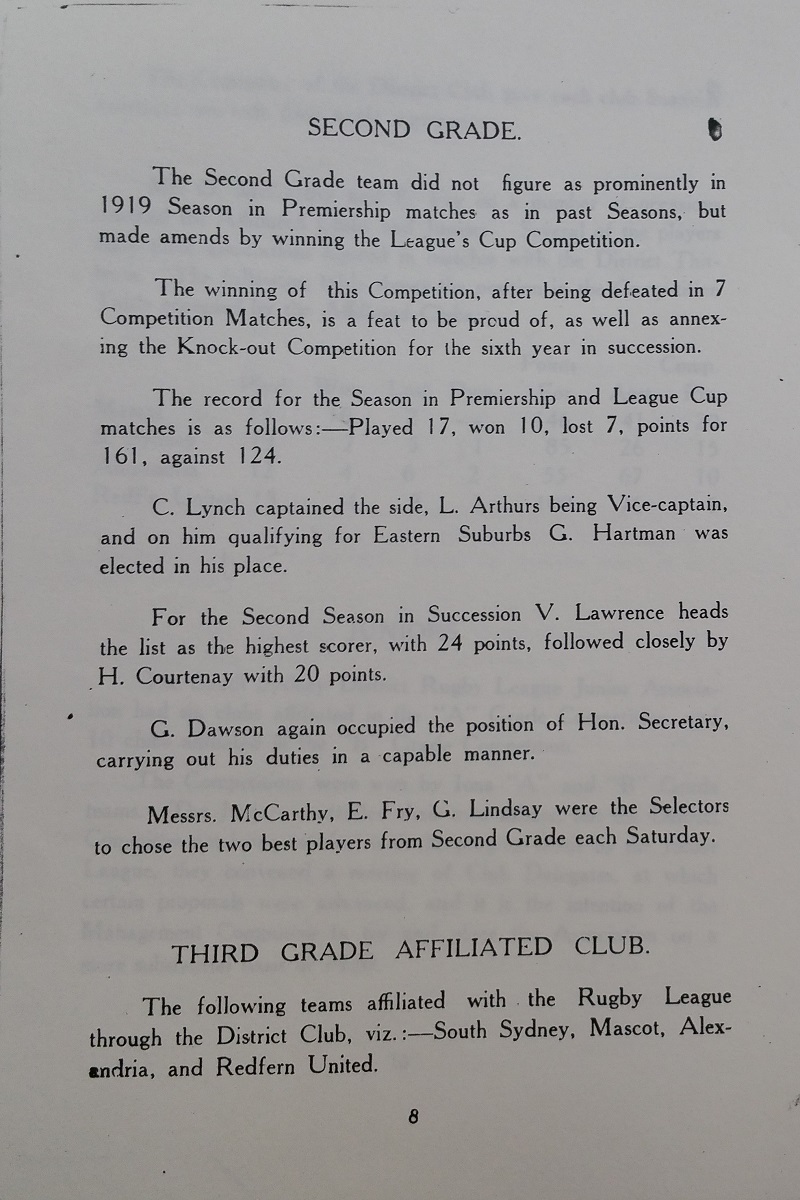 SECOND GRADE.
The Second Grade team did not figure as prominently in
1919 Season in Premiership matches as in past Seasons, but
made amends by winning the League's Cup Competition.
The winning of this Competition, after being defeated in 7
Competition Matches, is a feat to be proud of, as well as annex-
ing the Knock-out Competition for the sixth year in succession.
The record for the Season in Premiership and League Cup
matches is as follows:—Played 17, won 10, lost 7, points for
161, against 124.
C. Lynch captained the side, L. Arthurs being Vice-captain,
and on him qualifying for Eastern Suburbs G. Hartman was
elected in his place.
For the Second Season in Succession V. Lawrence heads
the list as the highest scorer, with 24 points, followed closely by
H. Courtenay with 20 points.
G. Dawson again occupied the position of Hon. Secretary,
carrying out his duties in a capable manner.
Messrs. McCarthy, E. Fry, G. Lindsay were the Selectors
to chose the two best players from Second Grade each Saturday.
THIRD GRADE AFFILIATED CLUB.
The following teams affiliated with the Rugby League
through the District Club, viz.:—South Sydney, Mascot, Alex-
andria, and Redfern United.
8